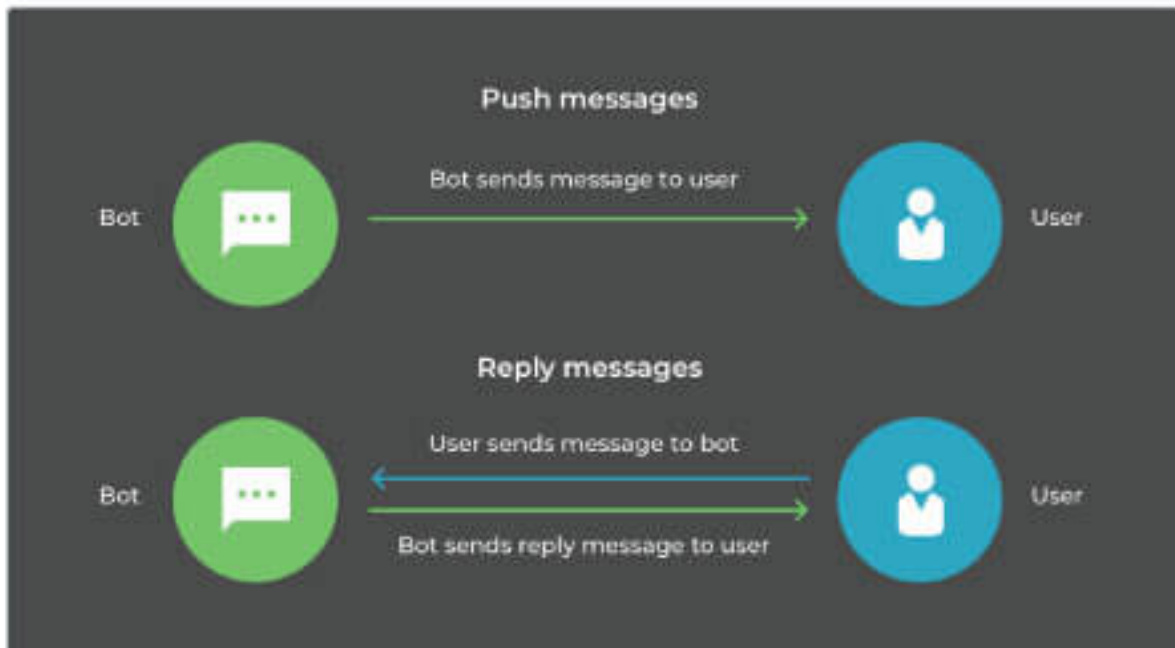 Push messages
Bot sends message to user
Bot
User
Reply messages
User sends message to bot
Bot
User
Bot sends reply message to user